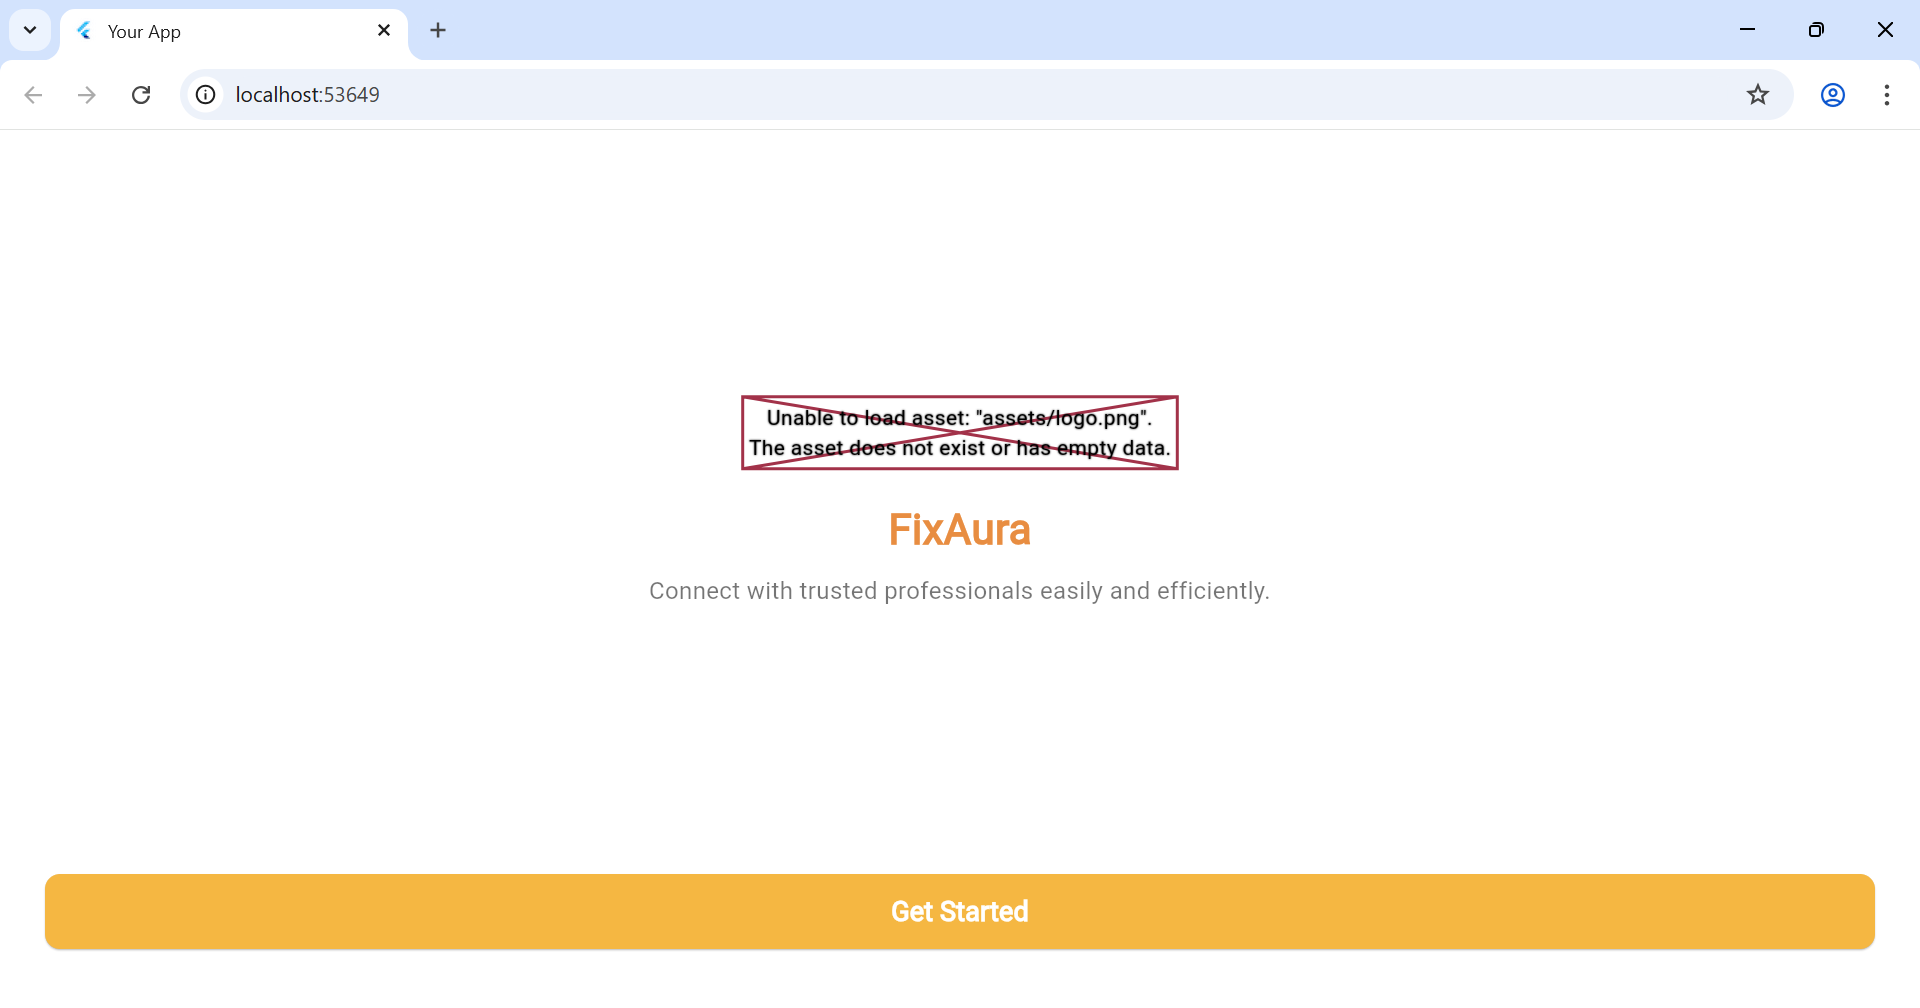 Your App
localhost:53649
Unable to load asset: "assets/logo.png".
The asset does not exist or has empty data.
FixAura
Connect with trusted professionals easily and efficiently.
Get Started